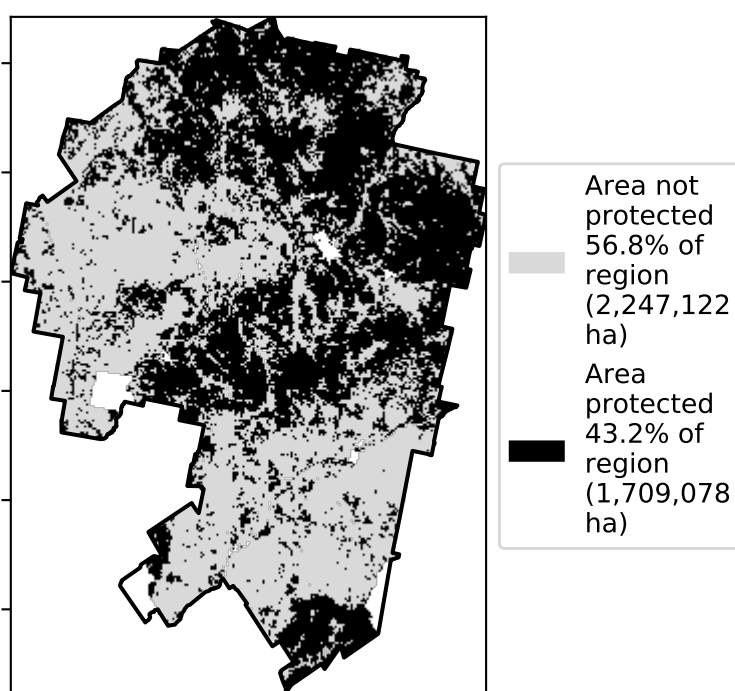 Area not
protected
56.8% of
region
(2,247,122
ha)
Area
protected
43.2% of
region
(1,709,078
ha)